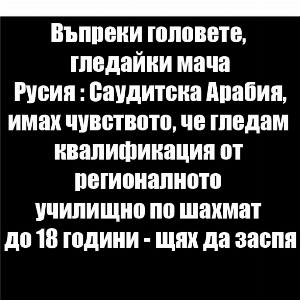 Въпреки головете,
гледайки мача
Русия : Саудитска Арабия,
имах чувството, че гледам
квалификация от
регионалното
училищно по шахмат
до 18 години - щях да заспя